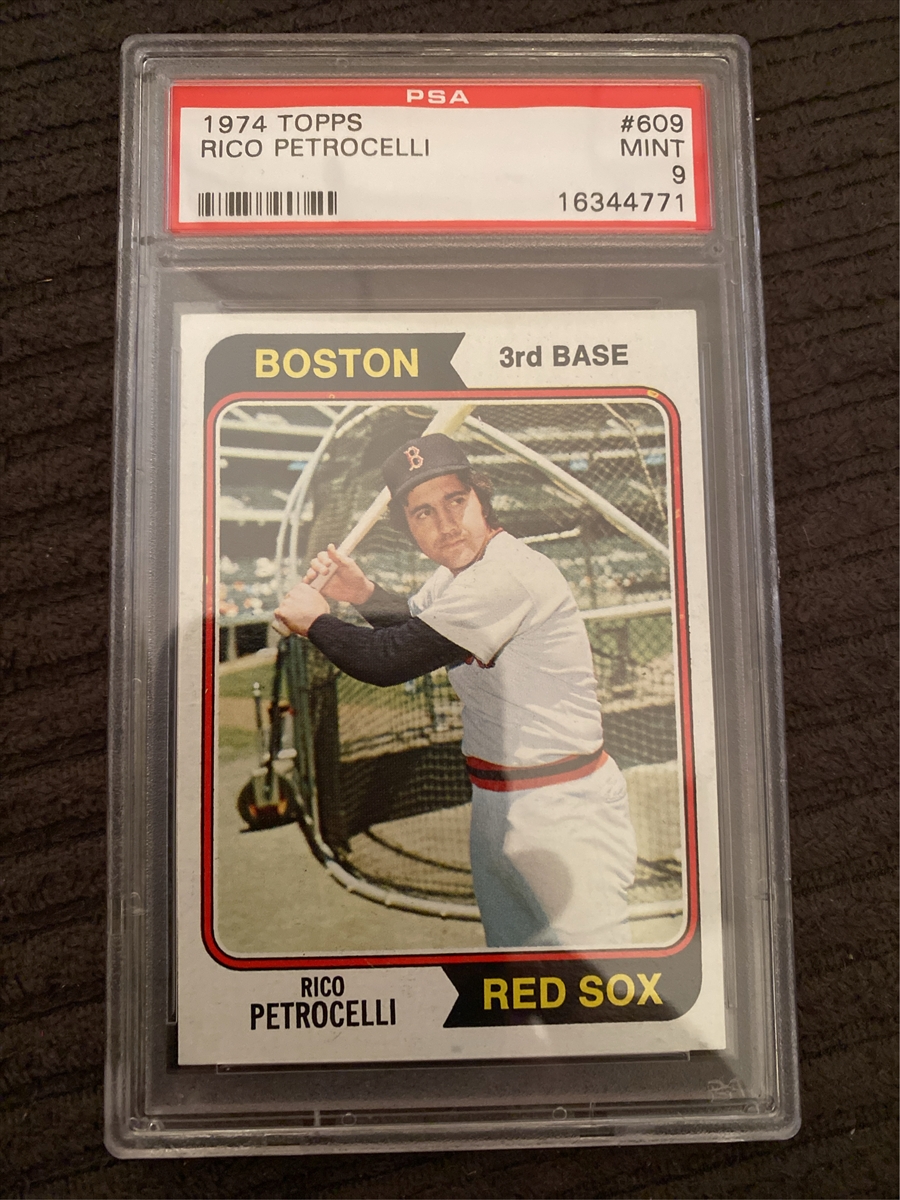 PSA
1974 TOPPS #609
RICO PETROCELLI MINT
9
16344771
BOSTON 3rd BASE
B
RICO
PETROCELLI
RED SOX